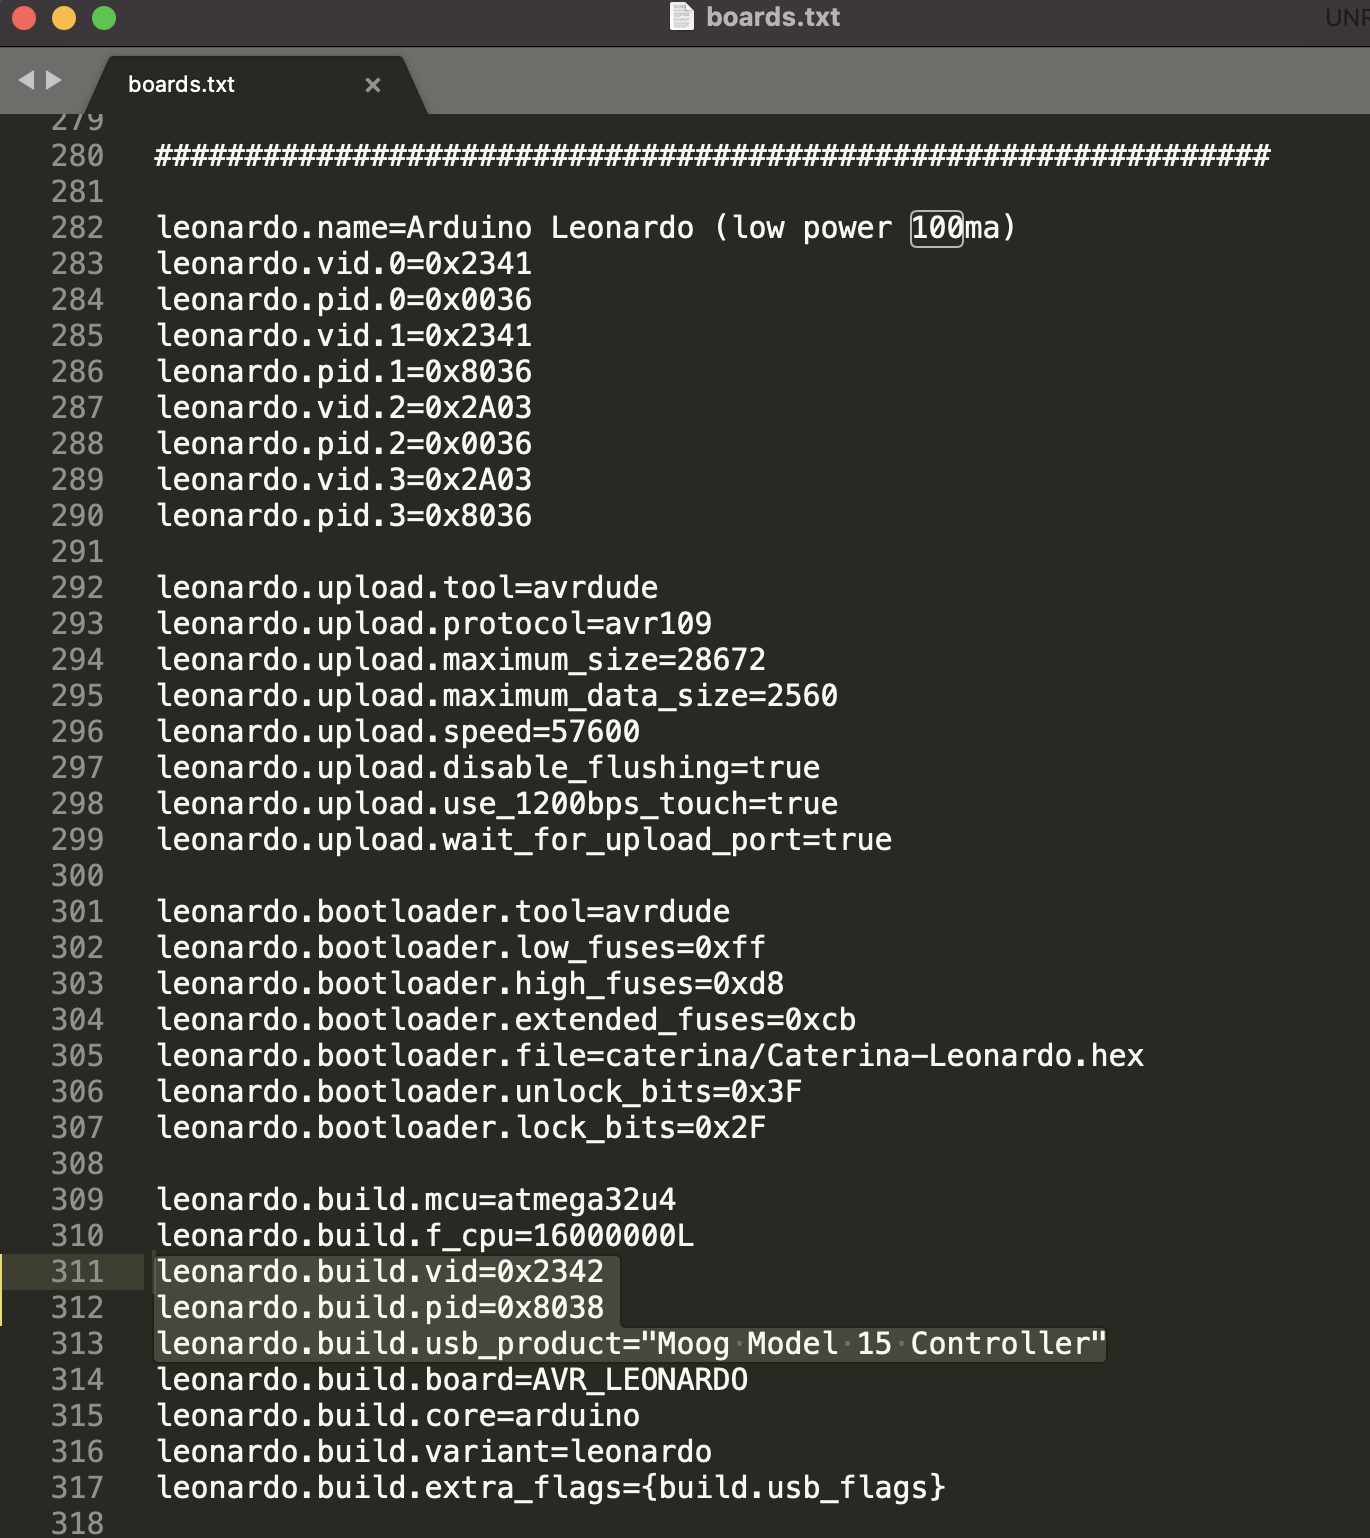 boards.txt
UNR
boards.txt ×
279
280 ##############################################################
281
282 leonardo.name=Arduino Leonardo (low power 100ma)
283 leonardo.vid.0=0x2341
284 leonardo.pid.0=0x0036
285 leonardo.vid.1=0x2341
286 leonardo.pid.1=0x8036
287 leonardo.vid.2=0x2A03
288 leonardo.pid.2=0x0036
289 leonardo.vid.3=0x2A03
290 leonardo.pid.3=0x8036
291
292 leonardo.upload.tool=avrdude
293 leonardo.upload.protocol=avr109
294 leonardo.upload.maximum_size=28672
295 leonardo.upload.maximum_data_size=2560
296 leonardo.upload.speed=57600
297 leonardo.upload.disable_flushing=true
298 leonardo.upload.use_1200bps_touch=true
299 leonardo.upload.wait_for_upload_port=true
300
301 leonardo.bootloader.tool=avrdude
302 leonardo.bootloader.low_fuses=0xff
303 leonardo.bootloader.high_fuses=0xd8
304 leonardo.bootloader.extended_fuses=0xcb
305 leonardo.bootloader.file=caterina/Caterina-Leonardo.hex
306 leonardo.bootloader.unlock_bits=0x3F
307 leonardo.bootloader.lock_bits=0x2F
308
309 leonardo.build.mcu=atmega32u4
310 leonardo.build.f_cpu=16000000L
311 leonardo.build.vid=0x2342
312 leonardo.build.pid=0x8038
313 leonardo.build.usb_product="Moog Model 15 Controller"
314 leonardo.build.board=AVR_LEONARDO
315 leonardo.build.core=arduino
316 leonardo.build.variant=leonardo
317 leonardo.build.extra_flags={build.usb_flags}
318